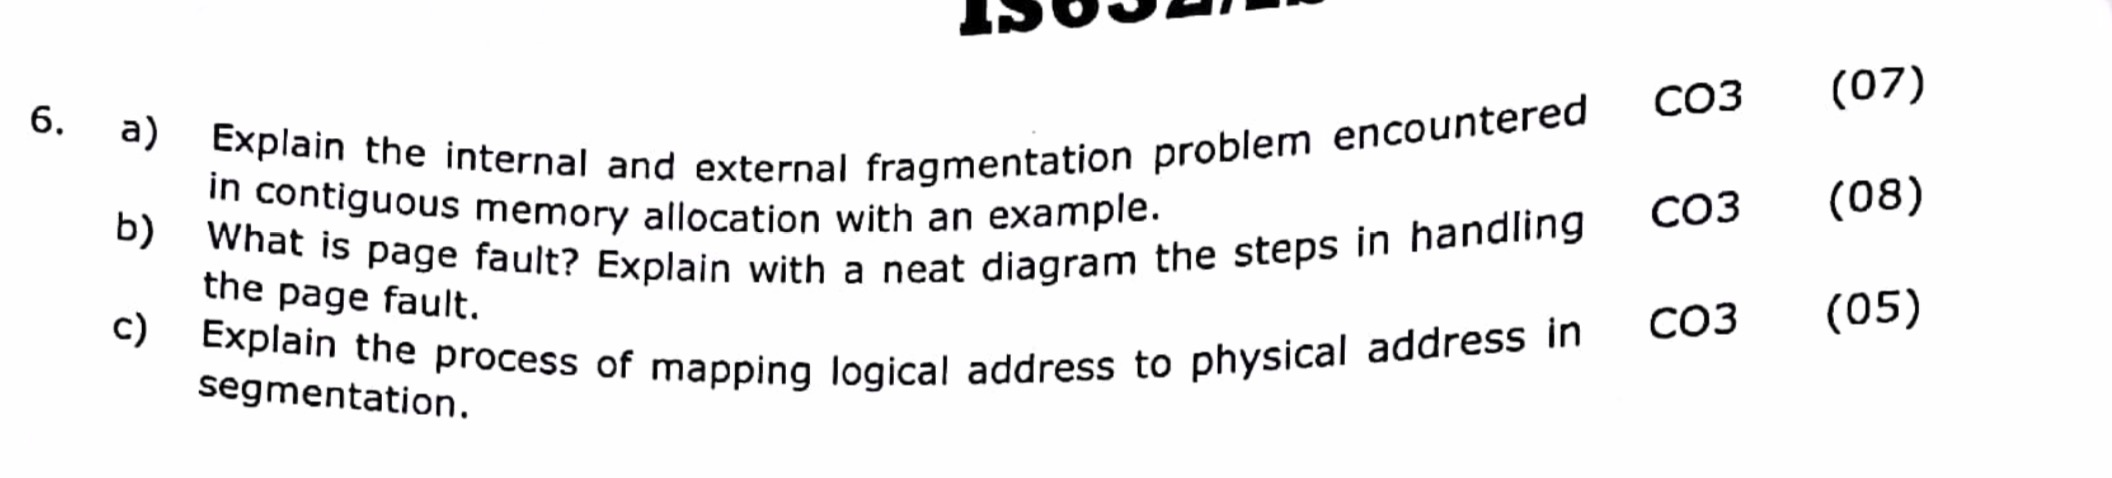 6. a) Explain the internal and external fragmentation problem encountered CO3 (07)
in contiguous memory allocation with an example.
b) What is page fault? Explain with a neat diagram the steps in handling CO3 (08)
the page fault.
c) Explain the process of mapping logical address to physical address in CO3 (05)
segmentation.